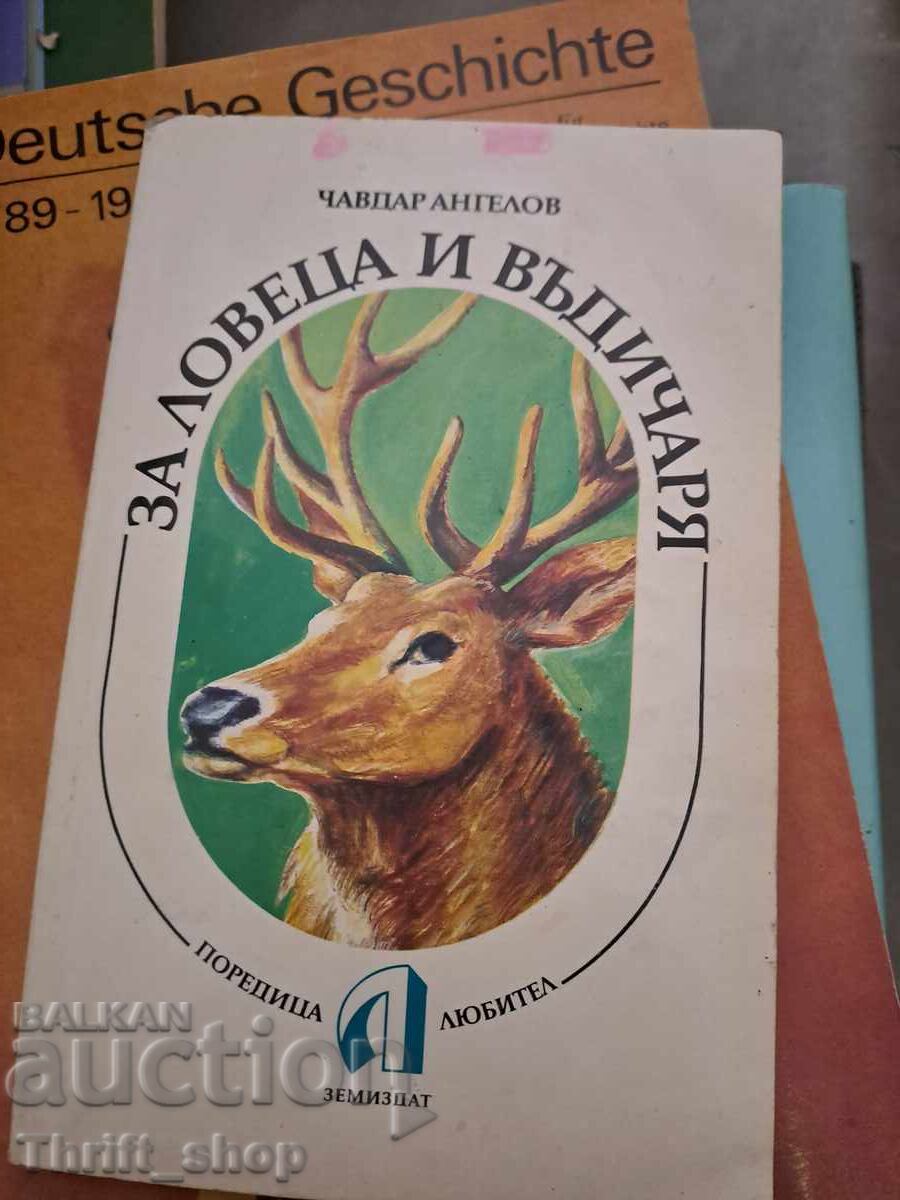 Deutsche Geschichte
89 - 19
ЧАВДАР АНГЕЛОВ
ЗА ЛОВЕЦА И ВЪДИЧАРЯ
ПОРЕДИЦА
ЛЮБИТЕЛ
ЗЕМИЗДАТ
BALKAN
auction
Thrift_shop